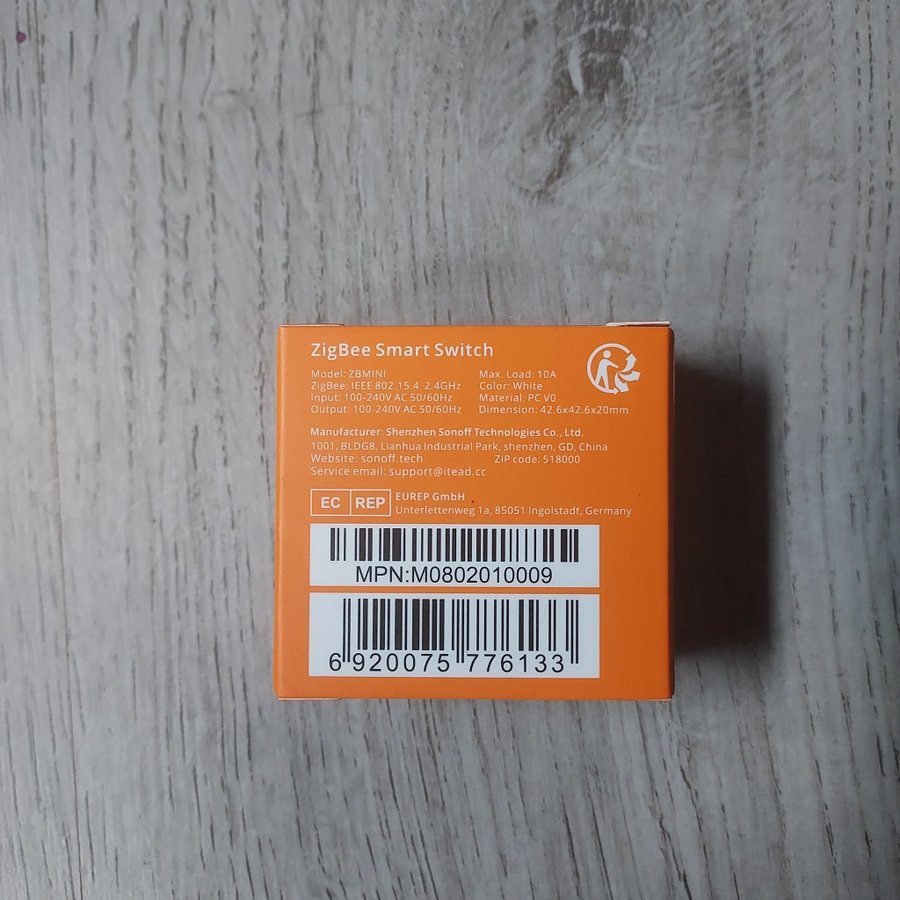 ZigBee Smart Switch
Model: ZBMINI
ZigBee: IEEE 802.15.4 2.4GHz
Input: 100-240V AC 50/60Hz
Output: 100-240V AC 50/60Hz
Max. Load: 10A
Color: White
Material: PC V0
Dimension: 42.6x42.6x20mm
Manufacturer: Shenzhen Sonoff Technologies Co., Ltd.
1001, BLDG8, Lianhua Industrial Park, shenzhen, GD, China
Website: sonoff.tech ZIP code: 518000
Service email: support@itead.cc
EC REP
EUREP GmbH
Unterlettenweg 1a, 85051 Ingolstadt, Germany
MPN:M0802010009
6 920075 776133